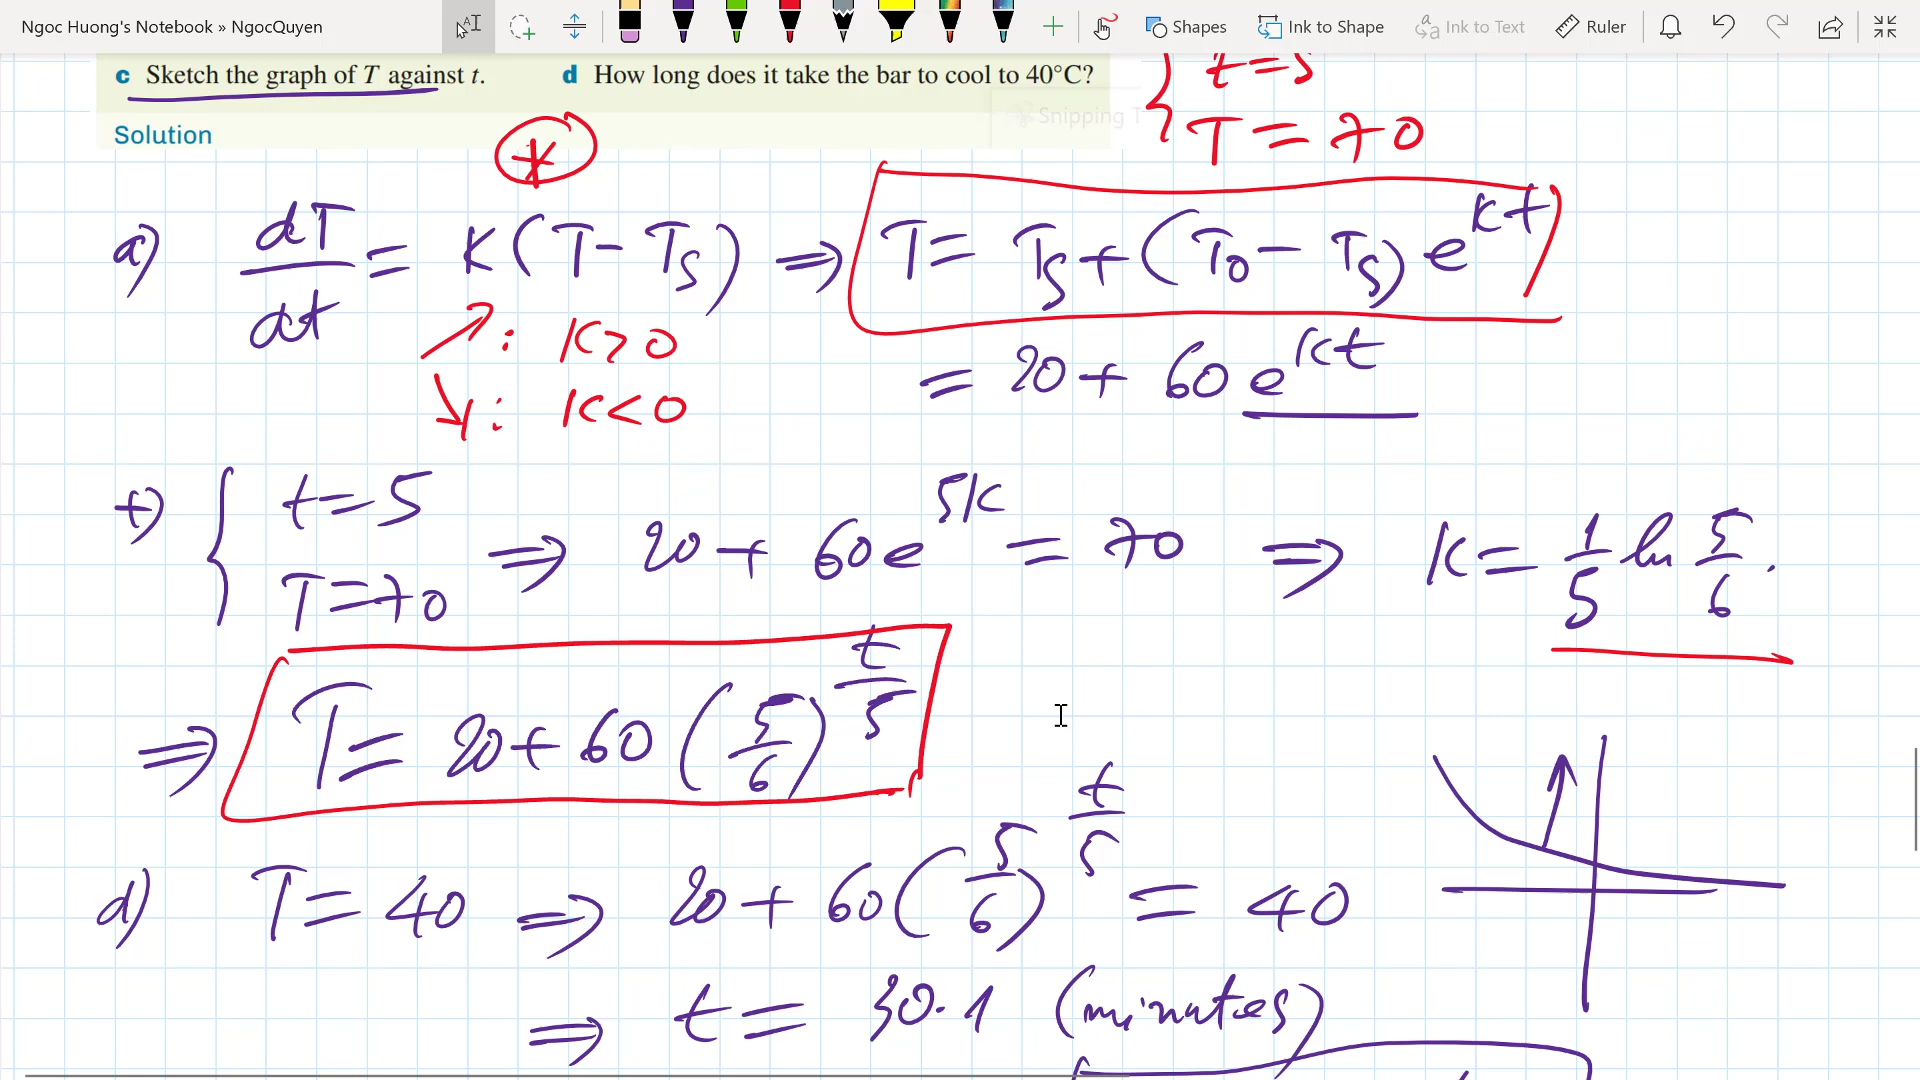 Ngoc Huong's Notebook » NgocQuyen
Shapes
Ink to Shape
Ink to Text
Ruler
c Sketch the graph of T against t.
d How long does it take the bar to cool to 40°C?
Solution
Snipping T
t=5
T = 70
*
a) dT/dt = K(T - Ts) ⇒ T = Ts + (To - Ts) e^kt
↗ : K > 0
↘ : K < 0
= 20 + 60 e^kt
+) { t = 5
T = 70
⇒ 20 + 60e^5k = 70 ⇒ K = 1/5 ln 5/6 .
⇒ T = 20 + 60 (5/6)^t/5
d) T = 40 ⇒ 20 + 60 (5/6)^t/5 = 40
⇒ t = 30.1 (minutes)